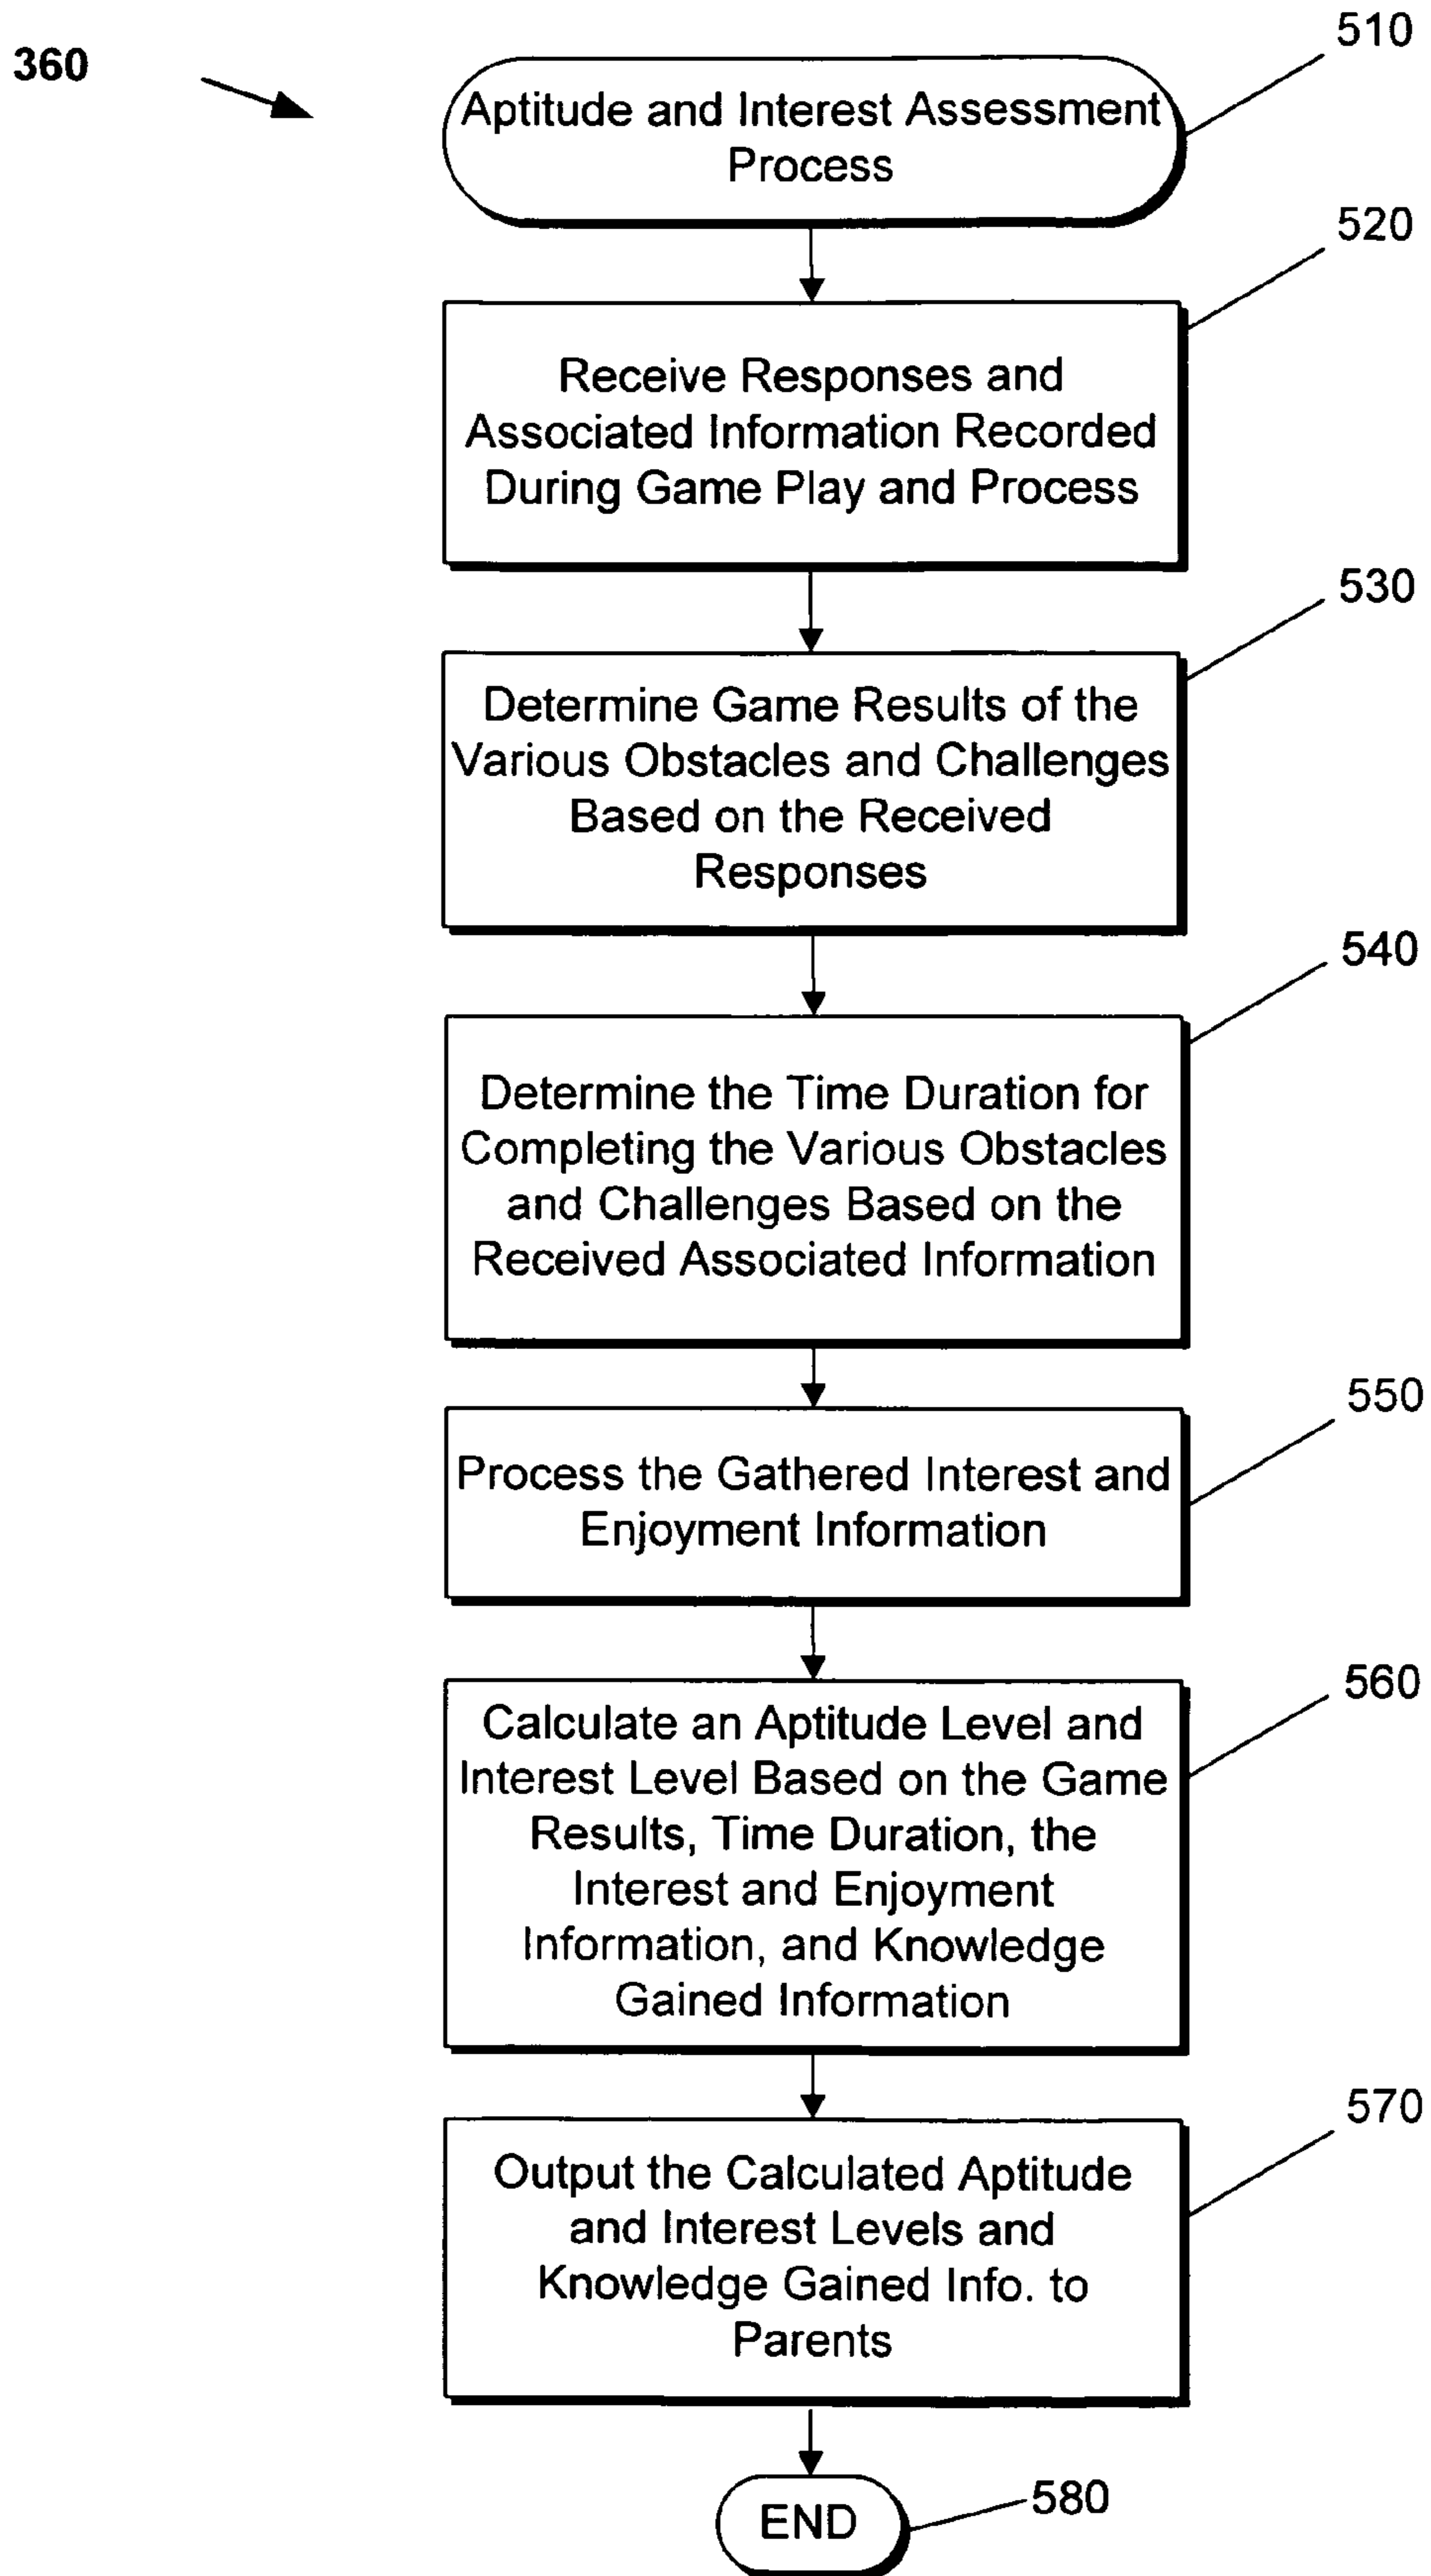 360
510
Aptitude and Interest Assessment
Process
520
Receive Responses and
Associated Information Recorded
During Game Play and Process
530
Determine Game Results of the
Various Obstacles and Challenges
Based on the Received
Responses
540
Determine the Time Duration for
Completing the Various Obstacles
and Challenges Based on the
Received Associated Information
550
Process the Gathered Interest and
Enjoyment Information
560
Calculate an Aptitude Level and
Interest Level Based on the Game
Results, Time Duration, the
Interest and Enjoyment
Information, and Knowledge
Gained Information
570
Output the Calculated Aptitude
and Interest Levels and
Knowledge Gained Info. to
Parents
END
580